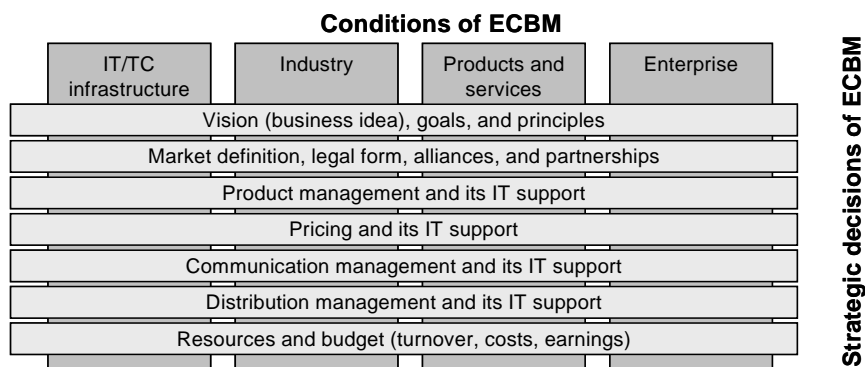 Conditions of ECBM
IT/TC
infrastructure
Industry
Products and
services
Enterprise
Vision (business idea), goals, and principles
Market definition, legal form, alliances, and partnerships
Product management and its IT support
Pricing and its IT support
Communication management and its IT support
Distribution management and its IT support
Resources and budget (turnover, costs, earnings)
Strategic decisions of ECBM